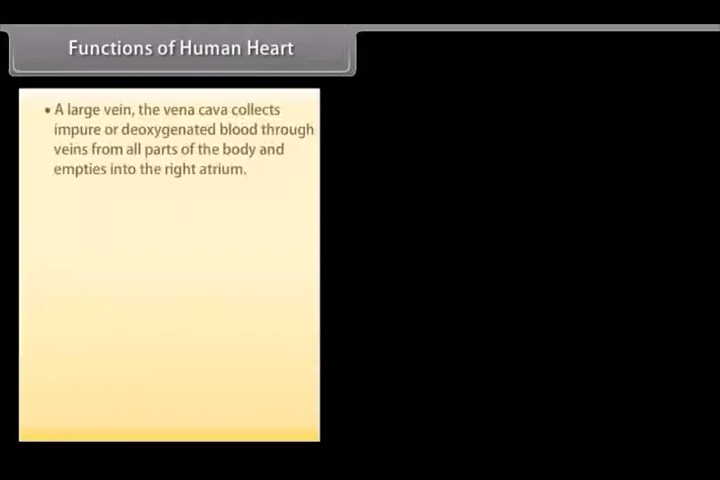 Functions of Human Heart
• A large vein, the vena cava collects
impure or deoxygenated blood through
veins from all parts of the body and
empties into the right atrium.